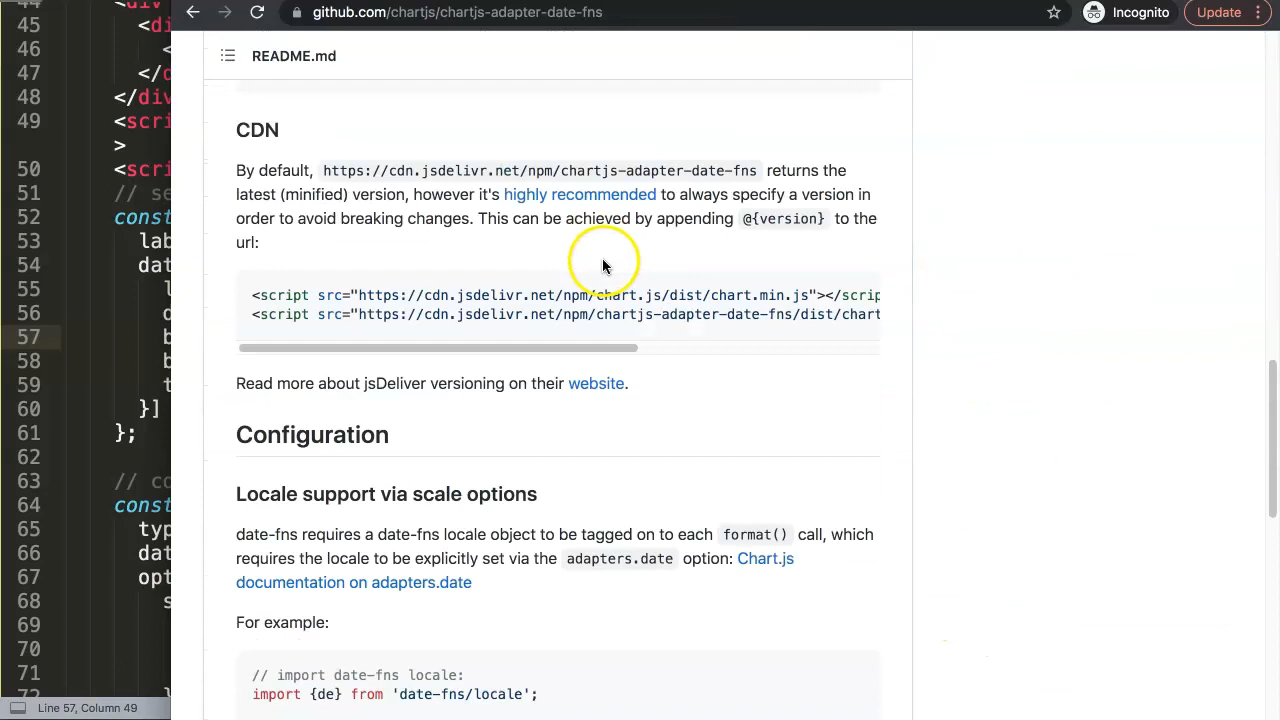 github.com/chartjs/chartjs-adapter-date-fns
Incognito
Update
README.md
CDN
By default, https://cdn.jsdelivr.net/npm/chartjs-adapter-date-fns returns the
latest (minified) version, however it's highly recommended to always specify a version in
order to avoid breaking changes. This can be achieved by appending @{version} to the
url:
<script src="https://cdn.jsdelivr.net/npm/chart.js/dist/chart.min.js"></scrip
<script src="https://cdn.jsdelivr.net/npm/chartjs-adapter-date-fns/dist/chart
Read more about jsDeliver versioning on their website.
Configuration
Locale support via scale options
date-fns requires a date-fns locale object to be tagged on to each format() call, which
requires the locale to be explicitly set via the adapters.date option: Chart.js
documentation on adapters.date
For example:
// import date-fns locale:
import {de} from 'date-fns/locale';
45 <di
46 <
47 </d
48 </div
49 <scri
>
50 <scri
51 // se
52 const
53 lab
54 dat
55 l
56 d
57 b
58 b
59 t
60 }]
61 };
62
63 // co
64 const
65 typ
66 dat
67 opt
68 s
69
70
71
72 }
Line 57, Column 49